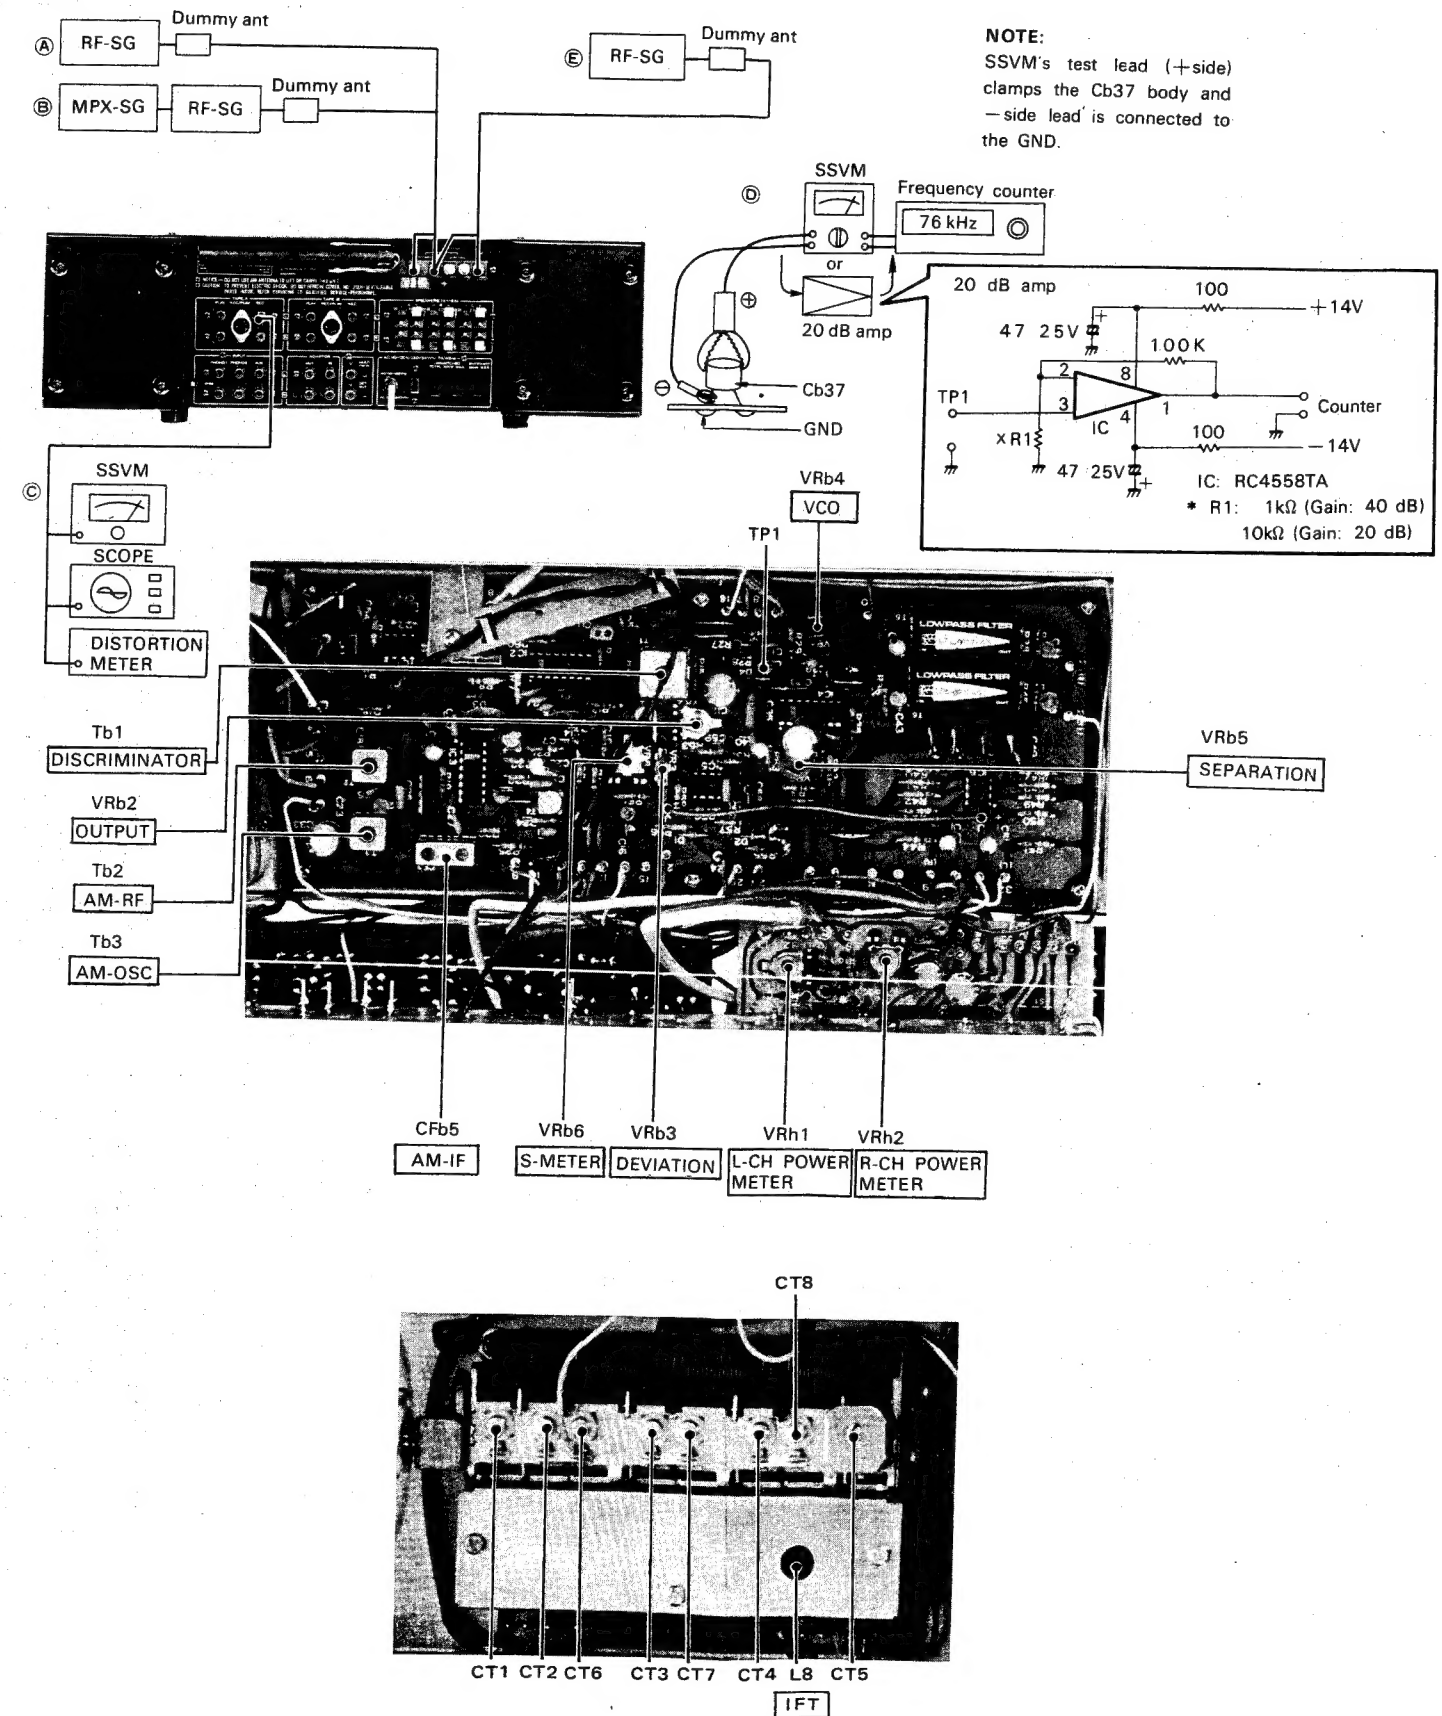 Dummy ant
Ⓐ RF-SG
Dummy ant
Ⓑ MPX-SG RF-SG
Dummy ant
Ⓔ RF-SG
NOTE:
SSVM's test lead (+side)
clamps the Cb37 body and
—side lead is connected to
the GND.
Ⓓ
SSVM
Frequency counter
76 kHz
or
20 dB amp
⊕
⊖
Cb37
GND
20 dB amp
100
+14V
47 25V
+
100K
2
8
TP1
3
4
1
IC
Counter
×R1
100
−14V
47 25V
+
IC: RC4558TA
* R1: 1kΩ (Gain: 40 dB)
10kΩ (Gain: 20 dB)
Ⓒ
SSVM
SCOPE
DISTORTION
METER
VRb4
VCO
TP1
LOWPASS FILTER
LOWPASS FILTER
Tb1
DISCRIMINATOR
VRb2
OUTPUT
Tb2
AM-RF
Tb3
AM-OSC
VRb5
SEPARATION
CFb5
AM-IF
VRb6
S-METER
VRb3
DEVIATION
VRh1
L-CH POWER
METER
VRh2
R-CH POWER
METER
CT8
CT1 CT2 CT6 CT3 CT7 CT4 L8 CT5
IFT